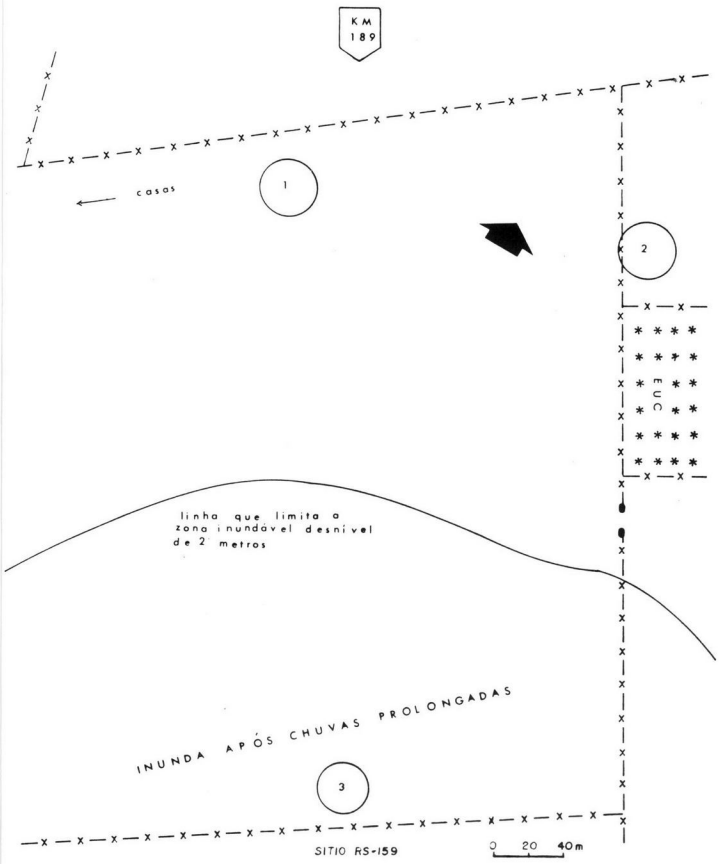 KM
189
casas
1
2
EUC
linha que limita a
zona inundável desnível
de 2 metros
INUNDA APÓS CHUVAS PROLONGADAS
3
SITIO RS-159
0 20 40m